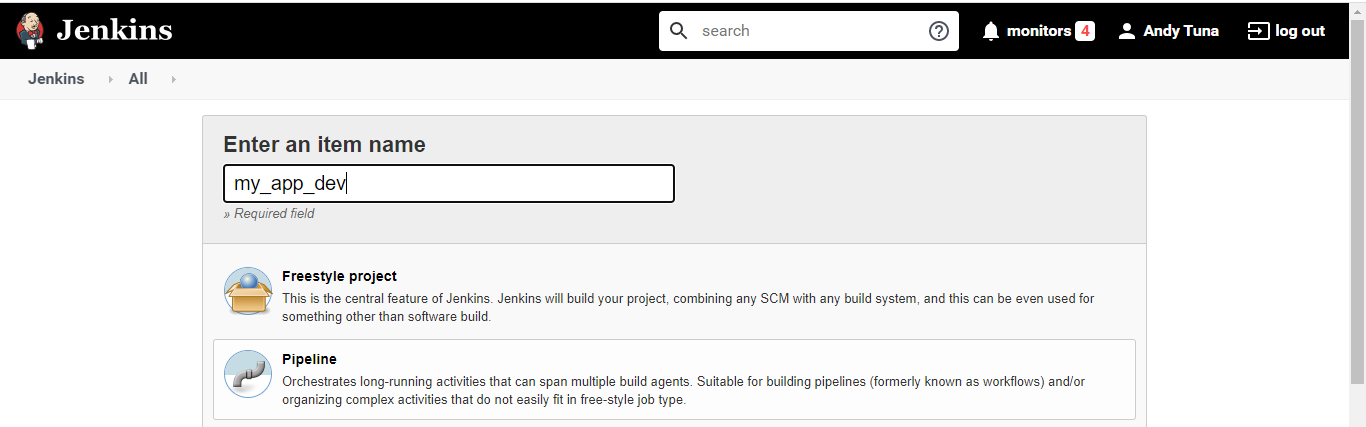 Jenkins
search
monitors 4
Andy Tuna
log out
Jenkins All
Enter an item name
my_app_dev
» Required field
Freestyle project
This is the central feature of Jenkins. Jenkins will build your project, combining any SCM with any build system, and this can be even used for
something other than software build.
Pipeline
Orchestrates long-running activities that can span multiple build agents. Suitable for building pipelines (formerly known as workflows) and/or
organizing complex activities that do not easily fit in free-style job type.